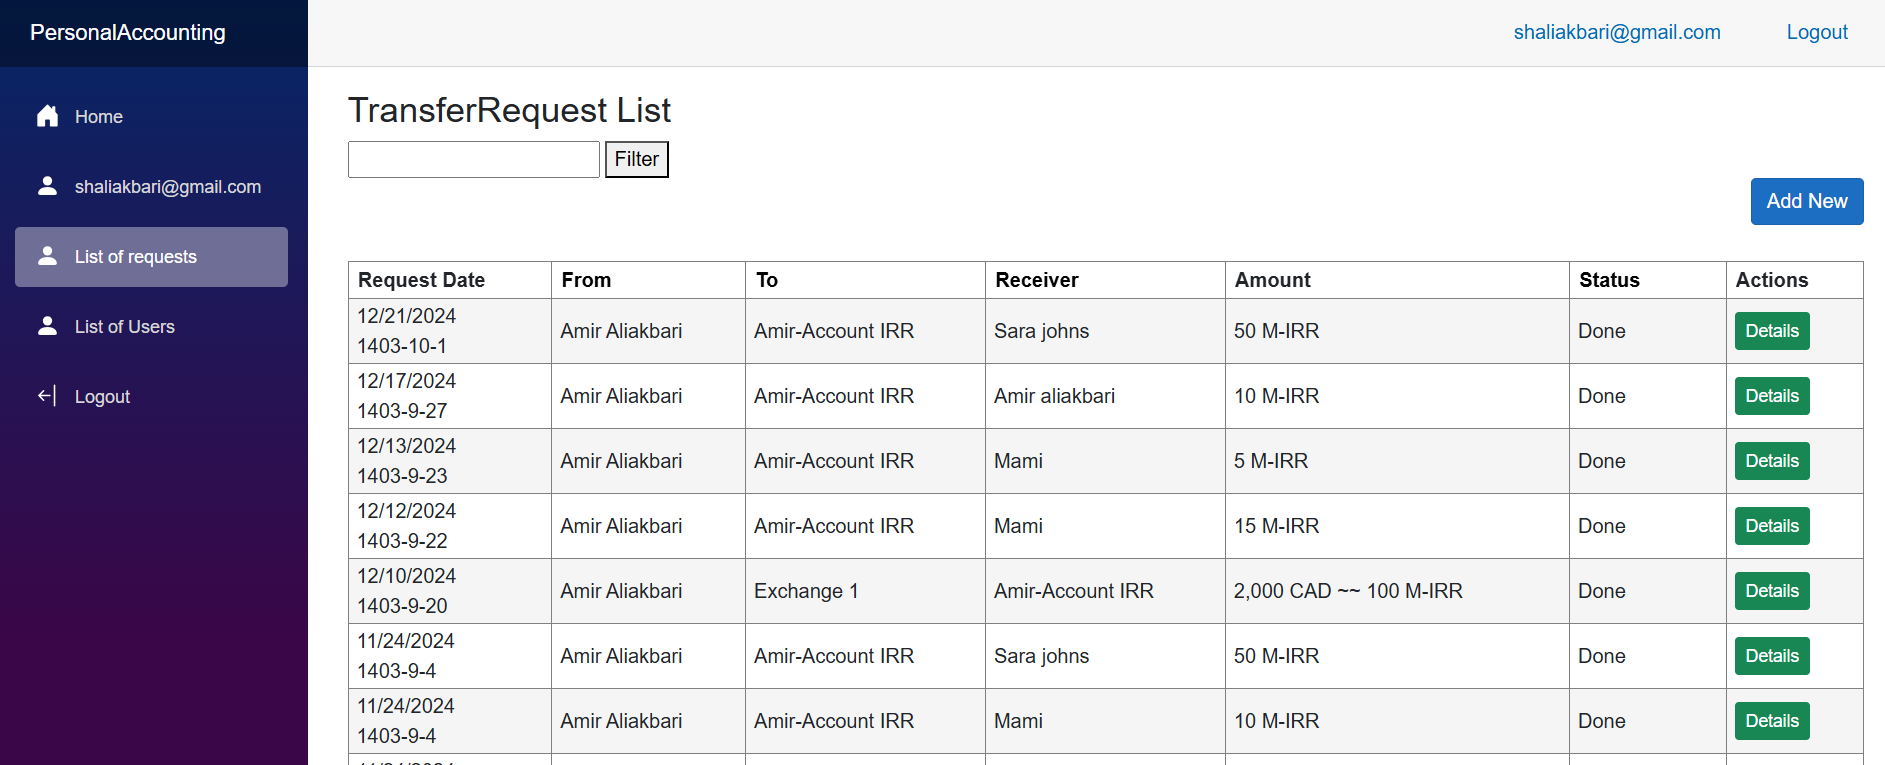 PersonalAccounting
shaliakbari@gmail.com Logout
Home
shaliakbari@gmail.com
List of requests
List of Users
Logout
TransferRequest List
Filter
Add New
Request Date From To Receiver Amount Status Actions
12/21/2024
1403-10-1 Amir Aliakbari Amir-Account IRR Sara johns 50 M-IRR Done Details
12/17/2024
1403-9-27 Amir Aliakbari Amir-Account IRR Amir aliakbari 10 M-IRR Done Details
12/13/2024
1403-9-23 Amir Aliakbari Amir-Account IRR Mami 5 M-IRR Done Details
12/12/2024
1403-9-22 Amir Aliakbari Amir-Account IRR Mami 15 M-IRR Done Details
12/10/2024
1403-9-20 Amir Aliakbari Exchange 1 Amir-Account IRR 2,000 CAD ~~ 100 M-IRR Done Details
11/24/2024
1403-9-4 Amir Aliakbari Amir-Account IRR Sara johns 50 M-IRR Done Details
11/24/2024
1403-9-4 Amir Aliakbari Amir-Account IRR Mami 10 M-IRR Done Details